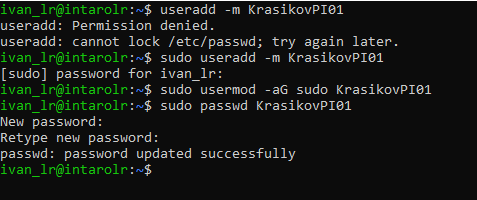 ivan_lr@intarolr:~$ useradd -m KrasikovPI01
useradd: Permission denied.
useradd: cannot lock /etc/passwd; try again later.
ivan_lr@intarolr:~$ sudo useradd -m KrasikovPI01
[sudo] password for ivan_lr:
ivan_lr@intarolr:~$ sudo usermod -aG sudo KrasikovPI01
ivan_lr@intarolr:~$ sudo passwd KrasikovPI01
New password:
Retype new password:
passwd: password updated successfully
ivan_lr@intarolr:~$